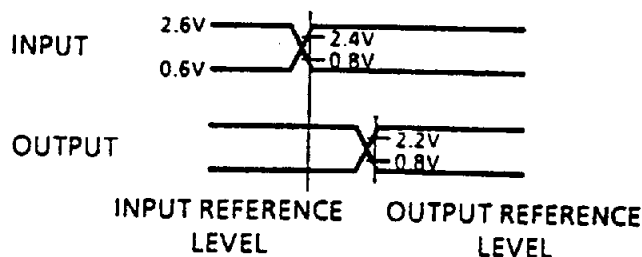 2.6V
INPUT
2.4V
0.8V
0.6V
OUTPUT
2.2V
0.8V
INPUT REFERENCE
LEVEL
OUTPUT REFERENCE
LEVEL